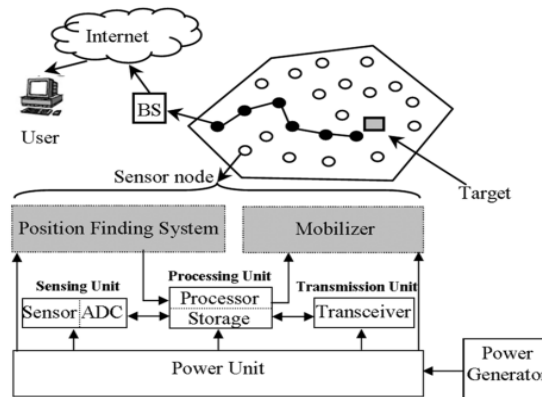 Internet
BS
User
Sensor node
Target
Position Finding System
Mobilizer
Sensing Unit
Processing Unit
Transmission Unit
Sensor ADC
Processor
Storage
Transceiver
Power Unit
Power
Generator